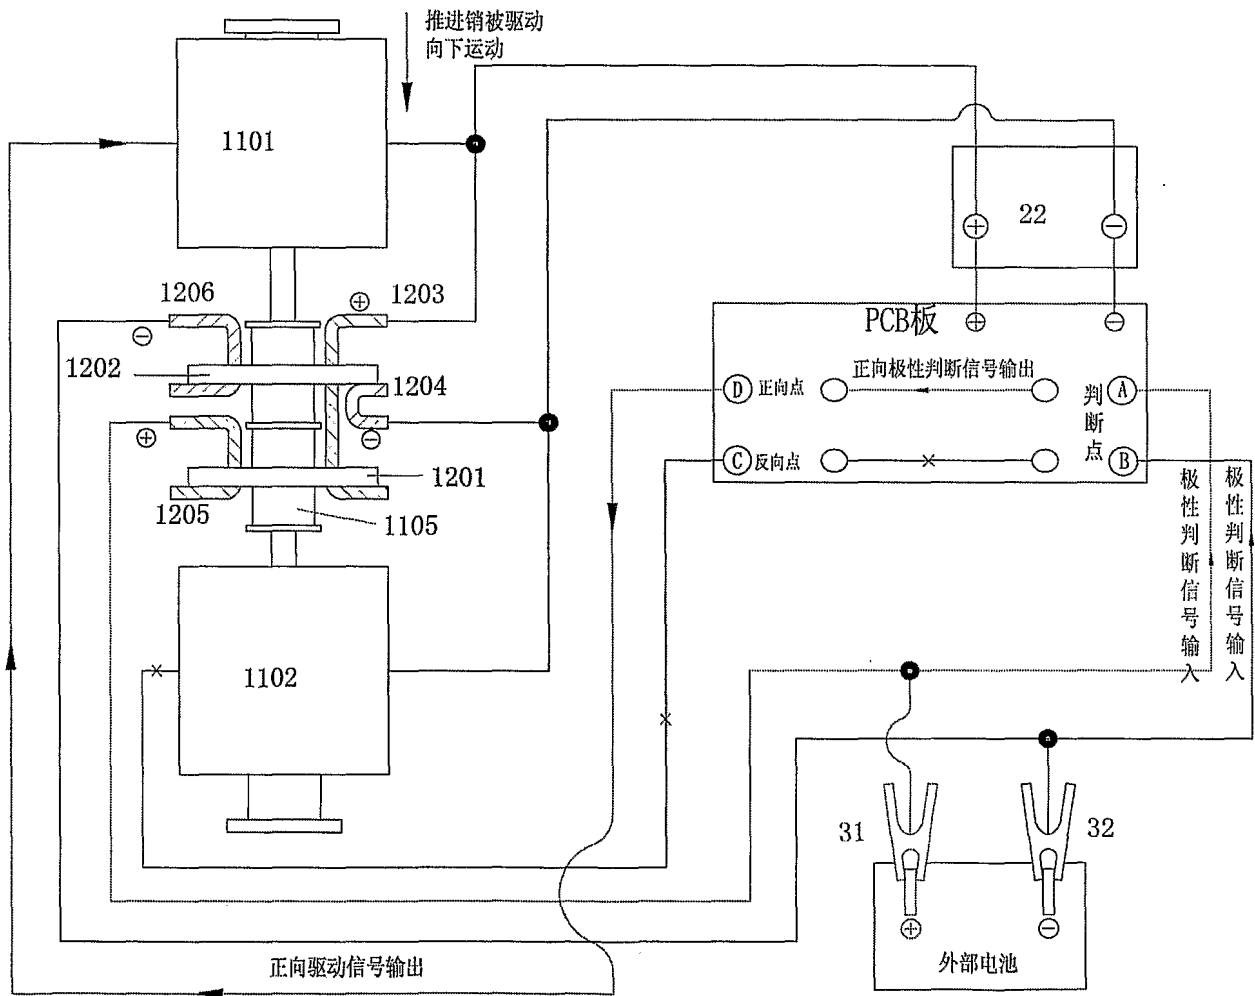 推进销被驱动
向下运动
1101
22
1206
⊕
1203
⊖
1202
1204
⊕
⊖
1201
1205
1105
1102
⊕
⊖
PCB板
⊕
⊖
D
正向点
正向极性判断信号输出
判断点
A
C
反向点
B
极性判断信号输入
极性判断信号输入
31
32
⊕
⊖
外部电池
正向驱动信号输出